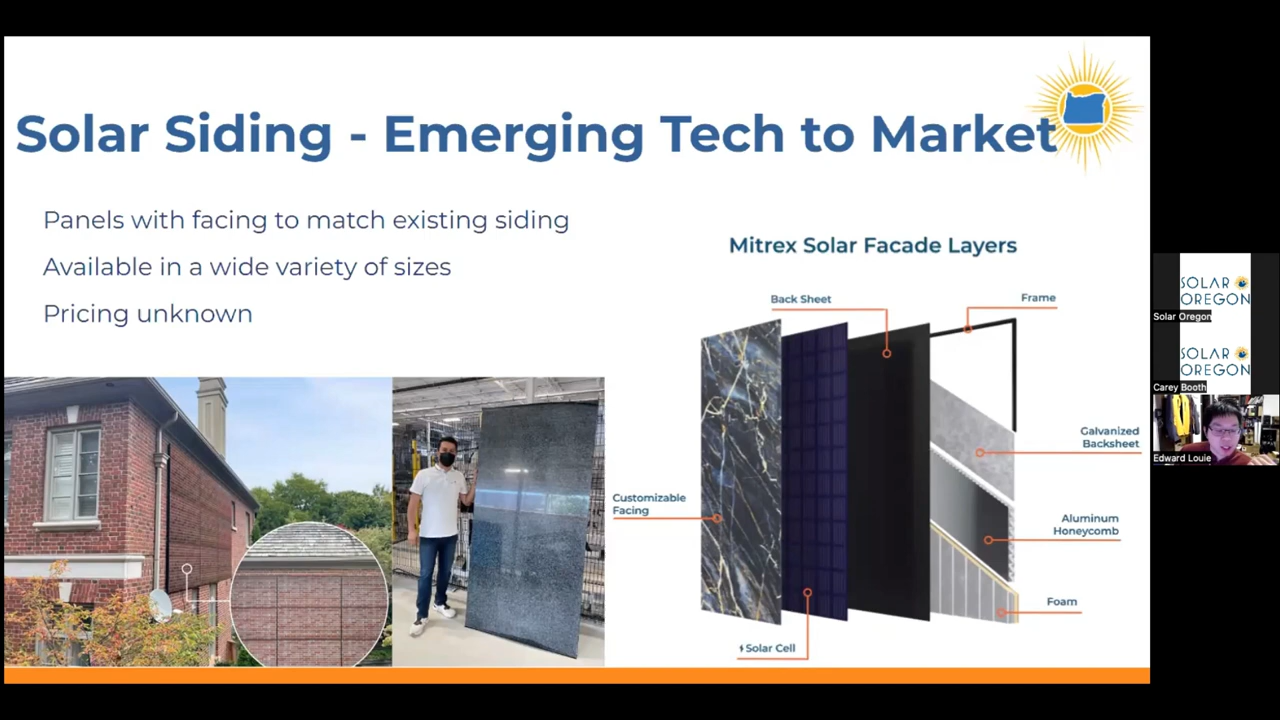 Solar Siding - Emerging Tech to Market
Panels with facing to match existing siding
Available in a wide variety of sizes
Pricing unknown
Mitrex Solar Facade Layers
Back Sheet
Frame
Galvanized
Backsheet
Customizable
Facing
Aluminum
Honeycomb
Foam
Solar Cell
SOLAR
OREGON
Solar Oregon
SOLAR
OREGON
Carey Booth
Edward Louie